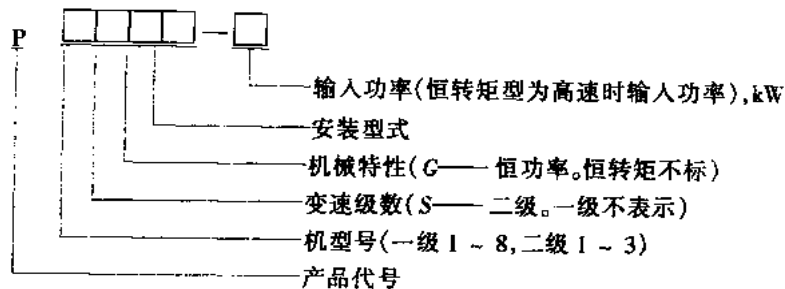 P □□□□－□
输入功率(恒转矩型为高速时输入功率),kW
安装型式
机械特性(G—— 恒功率。恒转矩不标)
变速级数(S—— 二级。一级不表示)
机型号(一级 1 ~ 8,二级 1 ~ 3)
产品代号